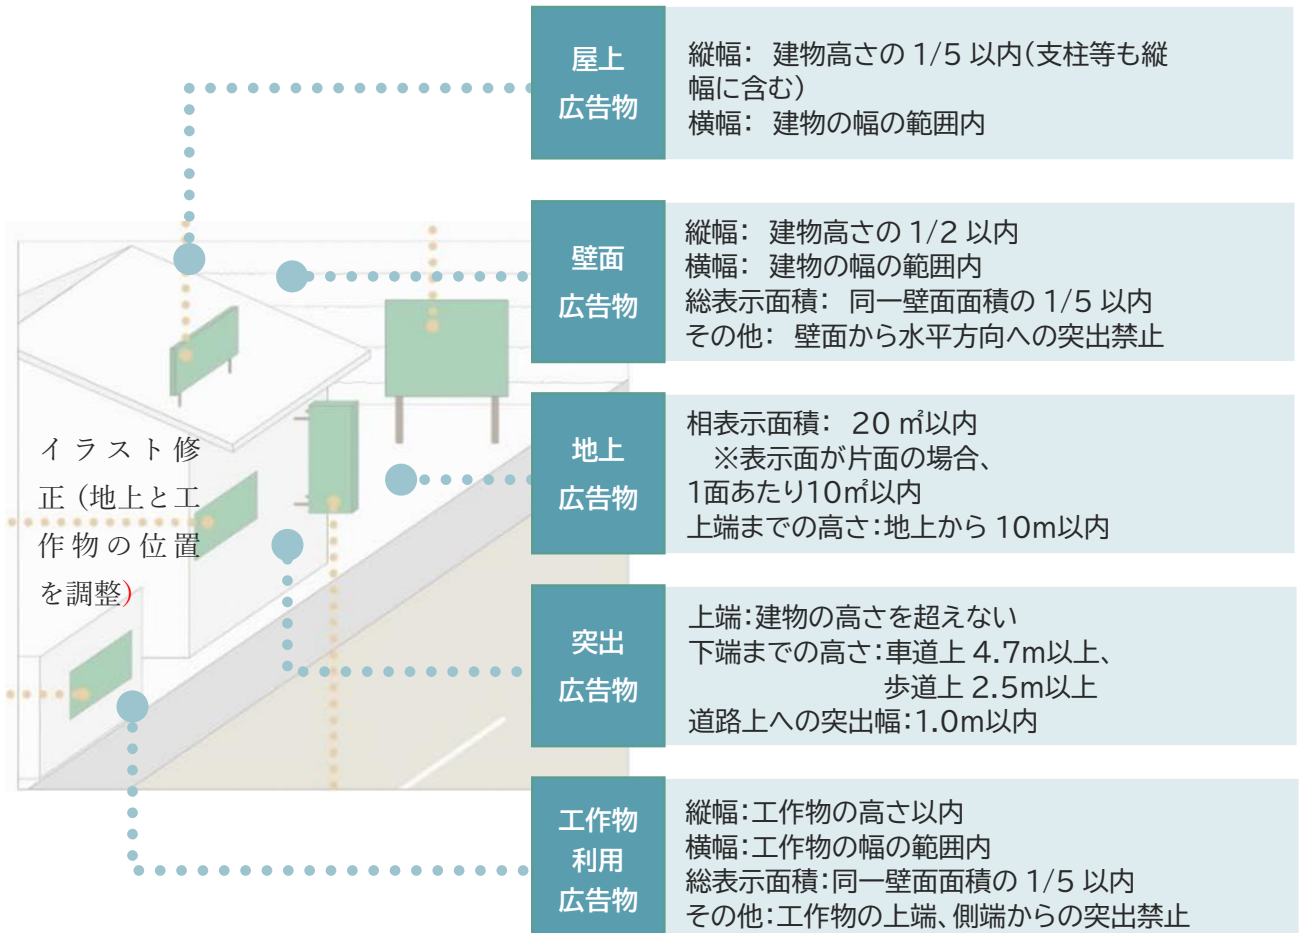 屋上
広告物
縦幅： 建物高さの 1/5 以内（支柱等も縦
幅に含む）
横幅： 建物の幅の範囲内
壁面
広告物
縦幅： 建物高さの 1/2 以内
横幅： 建物の幅の範囲内
総表示面積： 同一壁面面積の 1/5 以内
その他： 壁面から水平方向への突出禁止
地上
広告物
相表示面積： 20 ㎡以内
※表示面が片面の場合、
1面あたり10㎡以内
上端までの高さ：地上から 10m以内
イラスト修
正（地上と工
作物の位置
を調整)
突出
広告物
上端：建物の高さを超えない
下端までの高さ：車道上 4.7m以上、
歩道上 2.5m以上
道路上への突出幅：1.0m以内
工作物
利用
広告物
縦幅：工作物の高さ以内
横幅：工作物の幅の範囲内
総表示面積：同一壁面面積の 1/5 以内
その他：工作物の上端、側端からの突出禁止